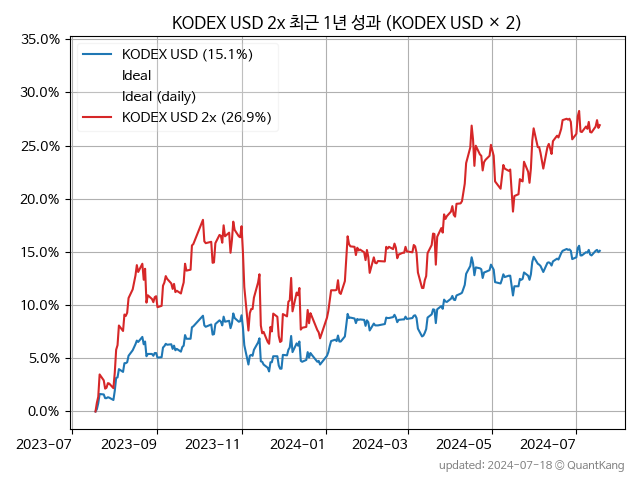 KODEX USD 2x 최근 1년 성과 (KODEX USD × 2)
35.0%
30.0%
25.0%
20.0%
15.0%
10.0%
5.0%
0.0%
KODEX USD (15.1%)
Ideal
Ideal (daily)
KODEX USD 2x (26.9%)
2023-07 2023-09 2023-11 2024-01 2024-03 2024-05 2024-07
updated: 2024-07-18 © QuantKang